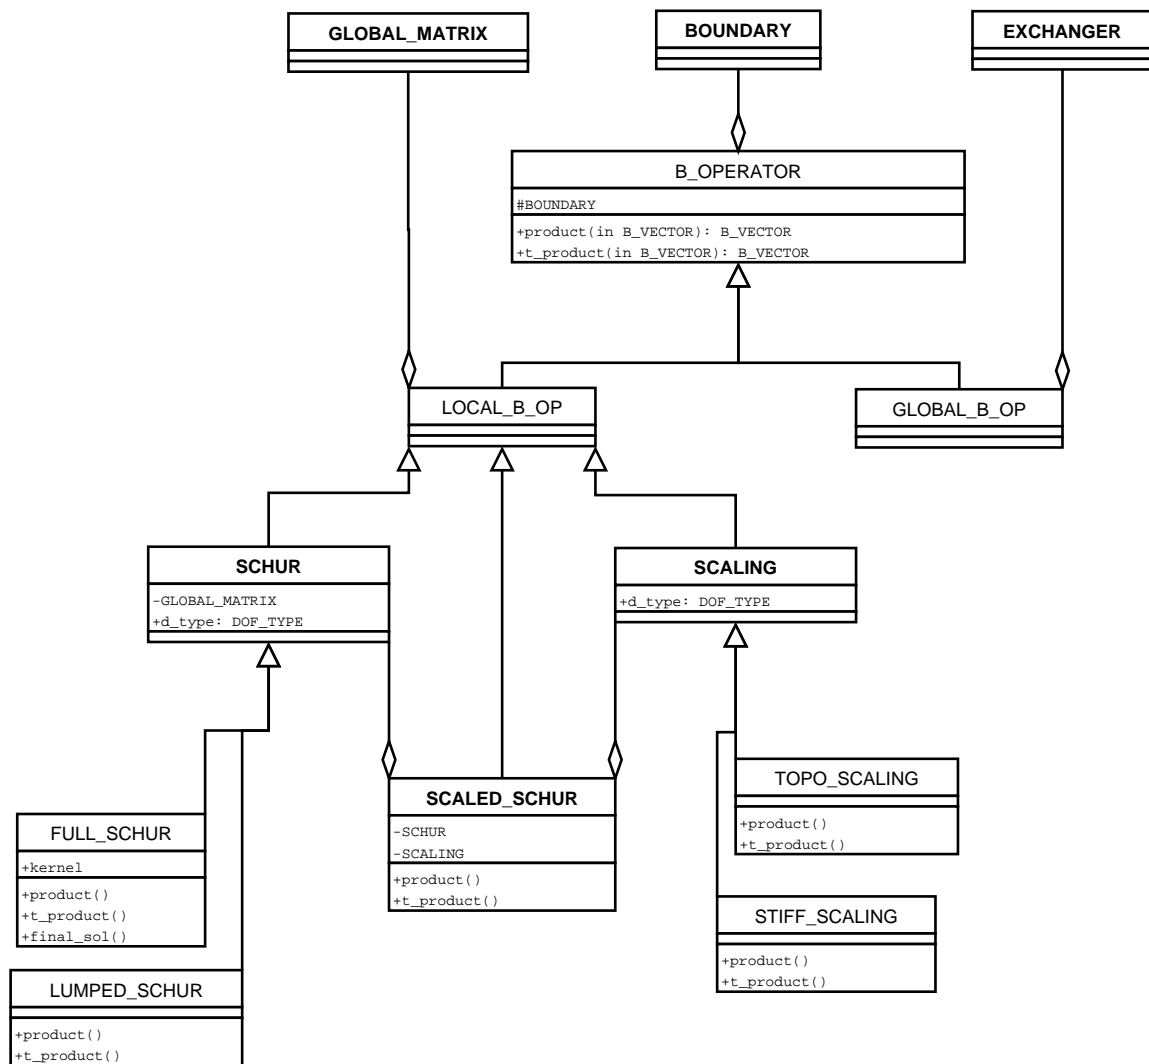 GLOBAL_MATRIX
BOUNDARY
EXCHANGER
B_OPERATOR
#BOUNDARY
+product(in B_VECTOR): B_VECTOR
+t_product(in B_VECTOR): B_VECTOR
LOCAL_B_OP
GLOBAL_B_OP
SCHUR
-GLOBAL_MATRIX
+d_type: DOF_TYPE
SCALING
+d_type: DOF_TYPE
SCALED_SCHUR
-SCHUR
-SCALING
+product()
+t_product()
TOPO_SCALING
+product()
+t_product()
FULL_SCHUR
+kernel
+product()
+t_product()
+final_sol()
STIFF_SCALING
+product()
+t_product()
LUMPED_SCHUR
+product()
+t_product()